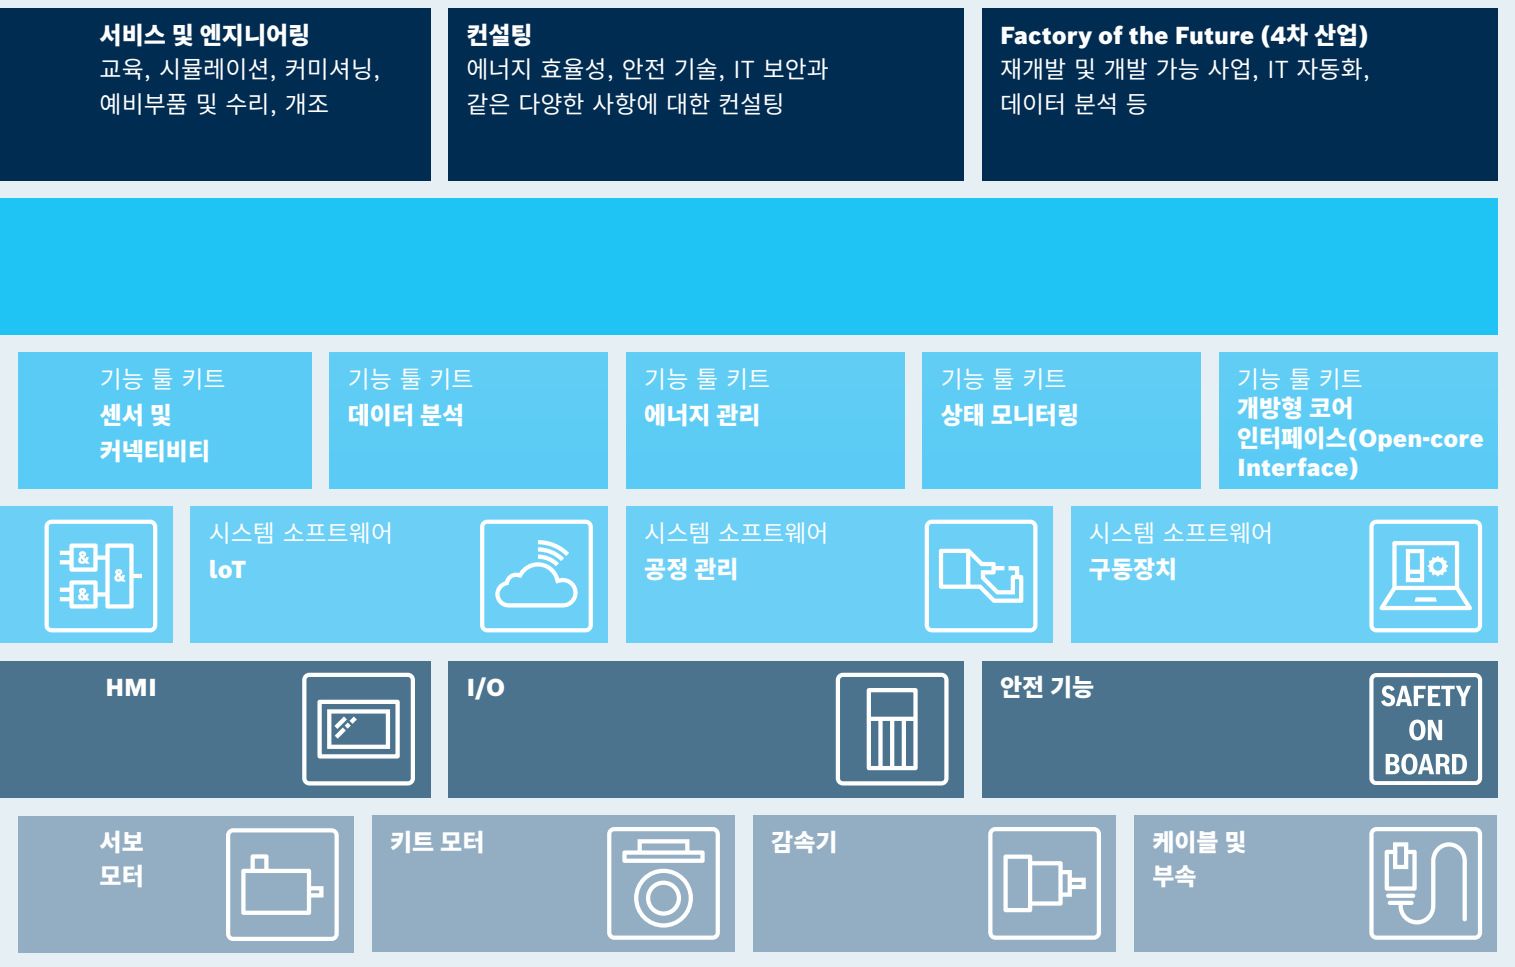 서비스 및 엔지니어링
교육, 시뮬레이션, 커미셔닝,
예비부품 및 수리, 개조
컨설팅
에너지 효율성, 안전 기술, IT 보안과
같은 다양한 사항에 대한 컨설팅
Factory of the Future (4차 산업)
재개발 및 개발 가능 사업, IT 자동화,
데이터 분석 등
기능 툴 키트
센서 및
커넥티비티
기능 툴 키트
데이터 분석
기능 툴 키트
에너지 관리
기능 툴 키트
상태 모니터링
기능 툴 키트
개방형 코어
인터페이스(Open-core
Interface)
&
&
&
시스템 소프트웨어
loT
시스템 소프트웨어
공정 관리
시스템 소프트웨어
구동장치
HMI
I/O
안전 기능
SAFETY
ON
BOARD
서보
모터
키트 모터
감속기
케이블 및
부속